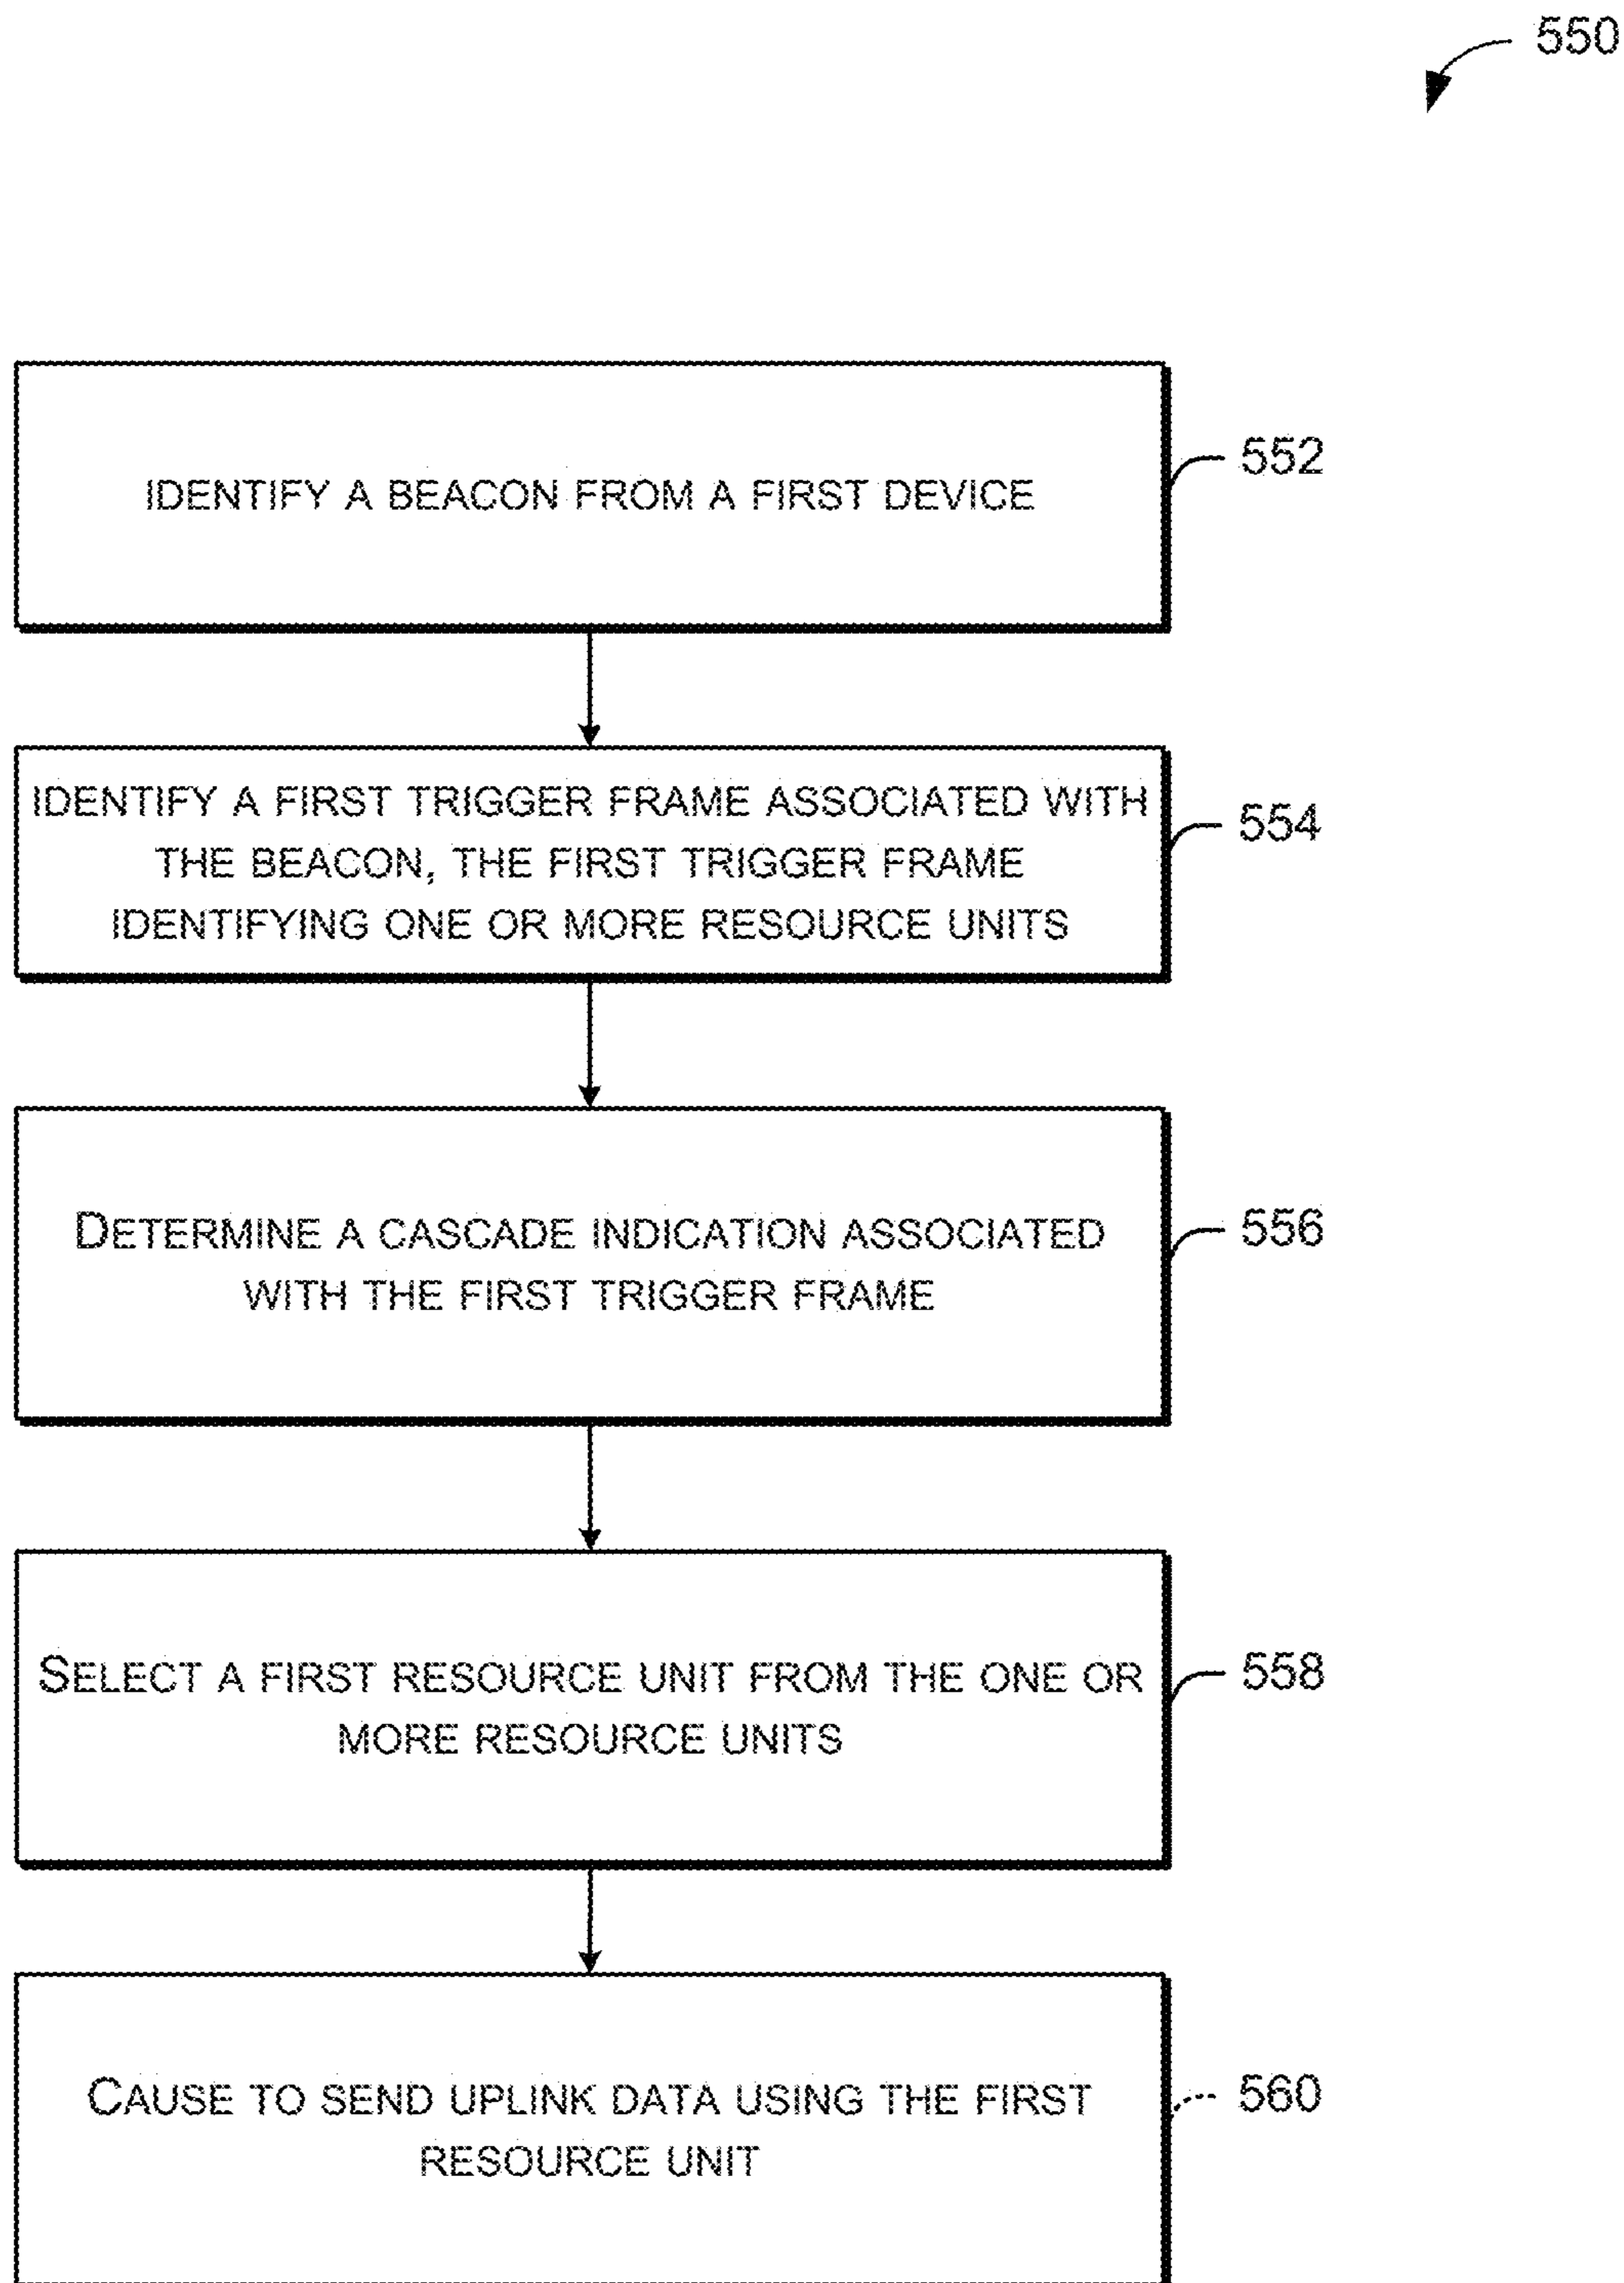 550
IDENTIFY A BEACON FROM A FIRST DEVICE
552
IDENTIFY A FIRST TRIGGER FRAME ASSOCIATED WITH
THE BEACON, THE FIRST TRIGGER FRAME
IDENTIFYING ONE OR MORE RESOURCE UNITS
554
DETERMINE A CASCADE INDICATION ASSOCIATED
WITH THE FIRST TRIGGER FRAME
556
SELECT A FIRST RESOURCE UNIT FROM THE ONE OR
MORE RESOURCE UNITS
558
CAUSE TO SEND UPLINK DATA USING THE FIRST
RESOURCE UNIT
560